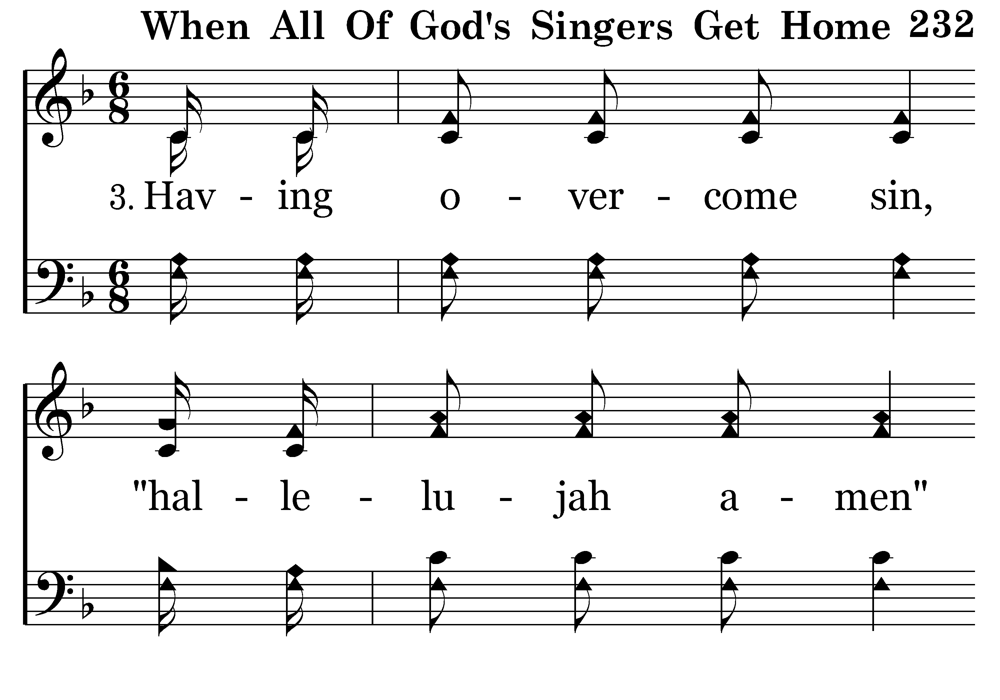 When All Of God's Singers Get Home 232
3. Hav - ing o - ver - come sin,
"hal - le - lu - jah a - men"